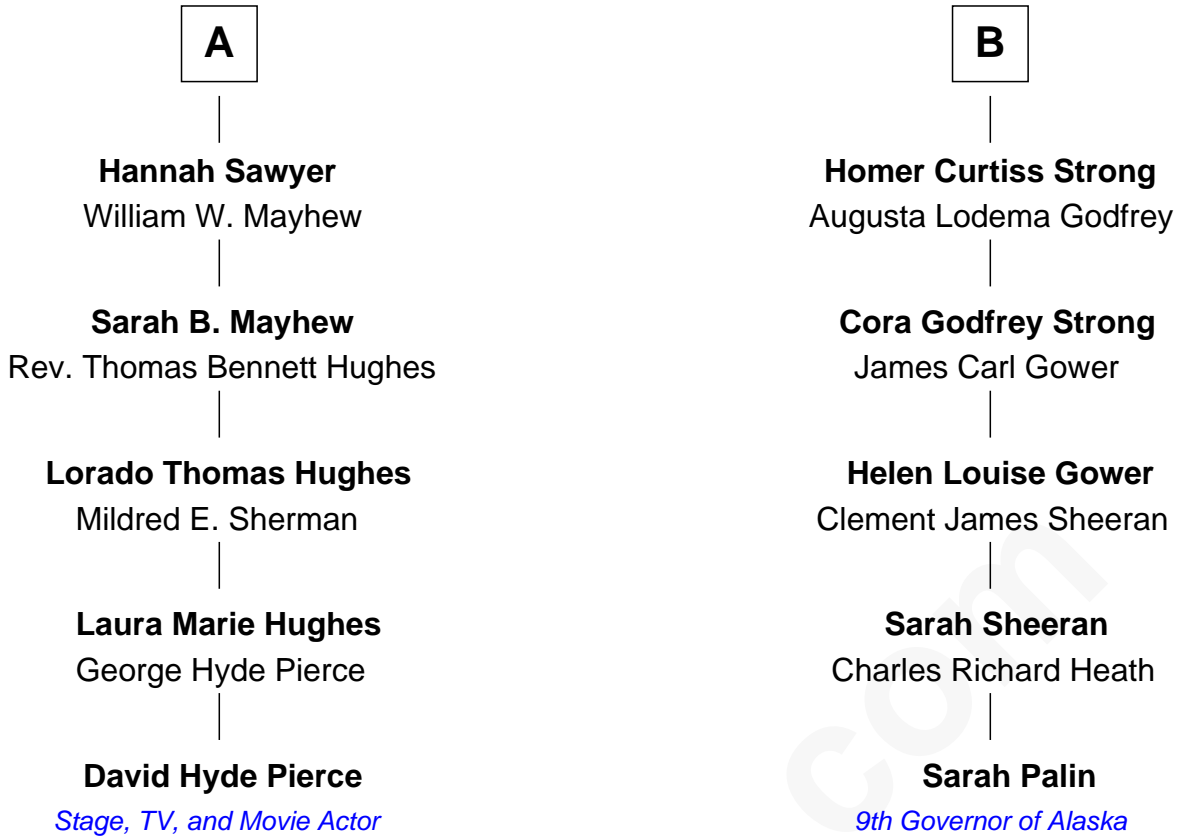 A
Hannah Sawyer
William W. Mayhew
Sarah B. Mayhew
Rev. Thomas Bennett Hughes
Lorado Thomas Hughes
Mildred E. Sherman
Laura Marie Hughes
George Hyde Pierce
David Hyde Pierce
Stage, TV, and Movie Actor
B
Homer Curtiss Strong
Augusta Lodema Godfrey
Cora Godfrey Strong
James Carl Gower
Helen Louise Gower
Clement James Sheeran
Sarah Sheeran
Charles Richard Heath
Sarah Palin
9th Governor of Alaska
com